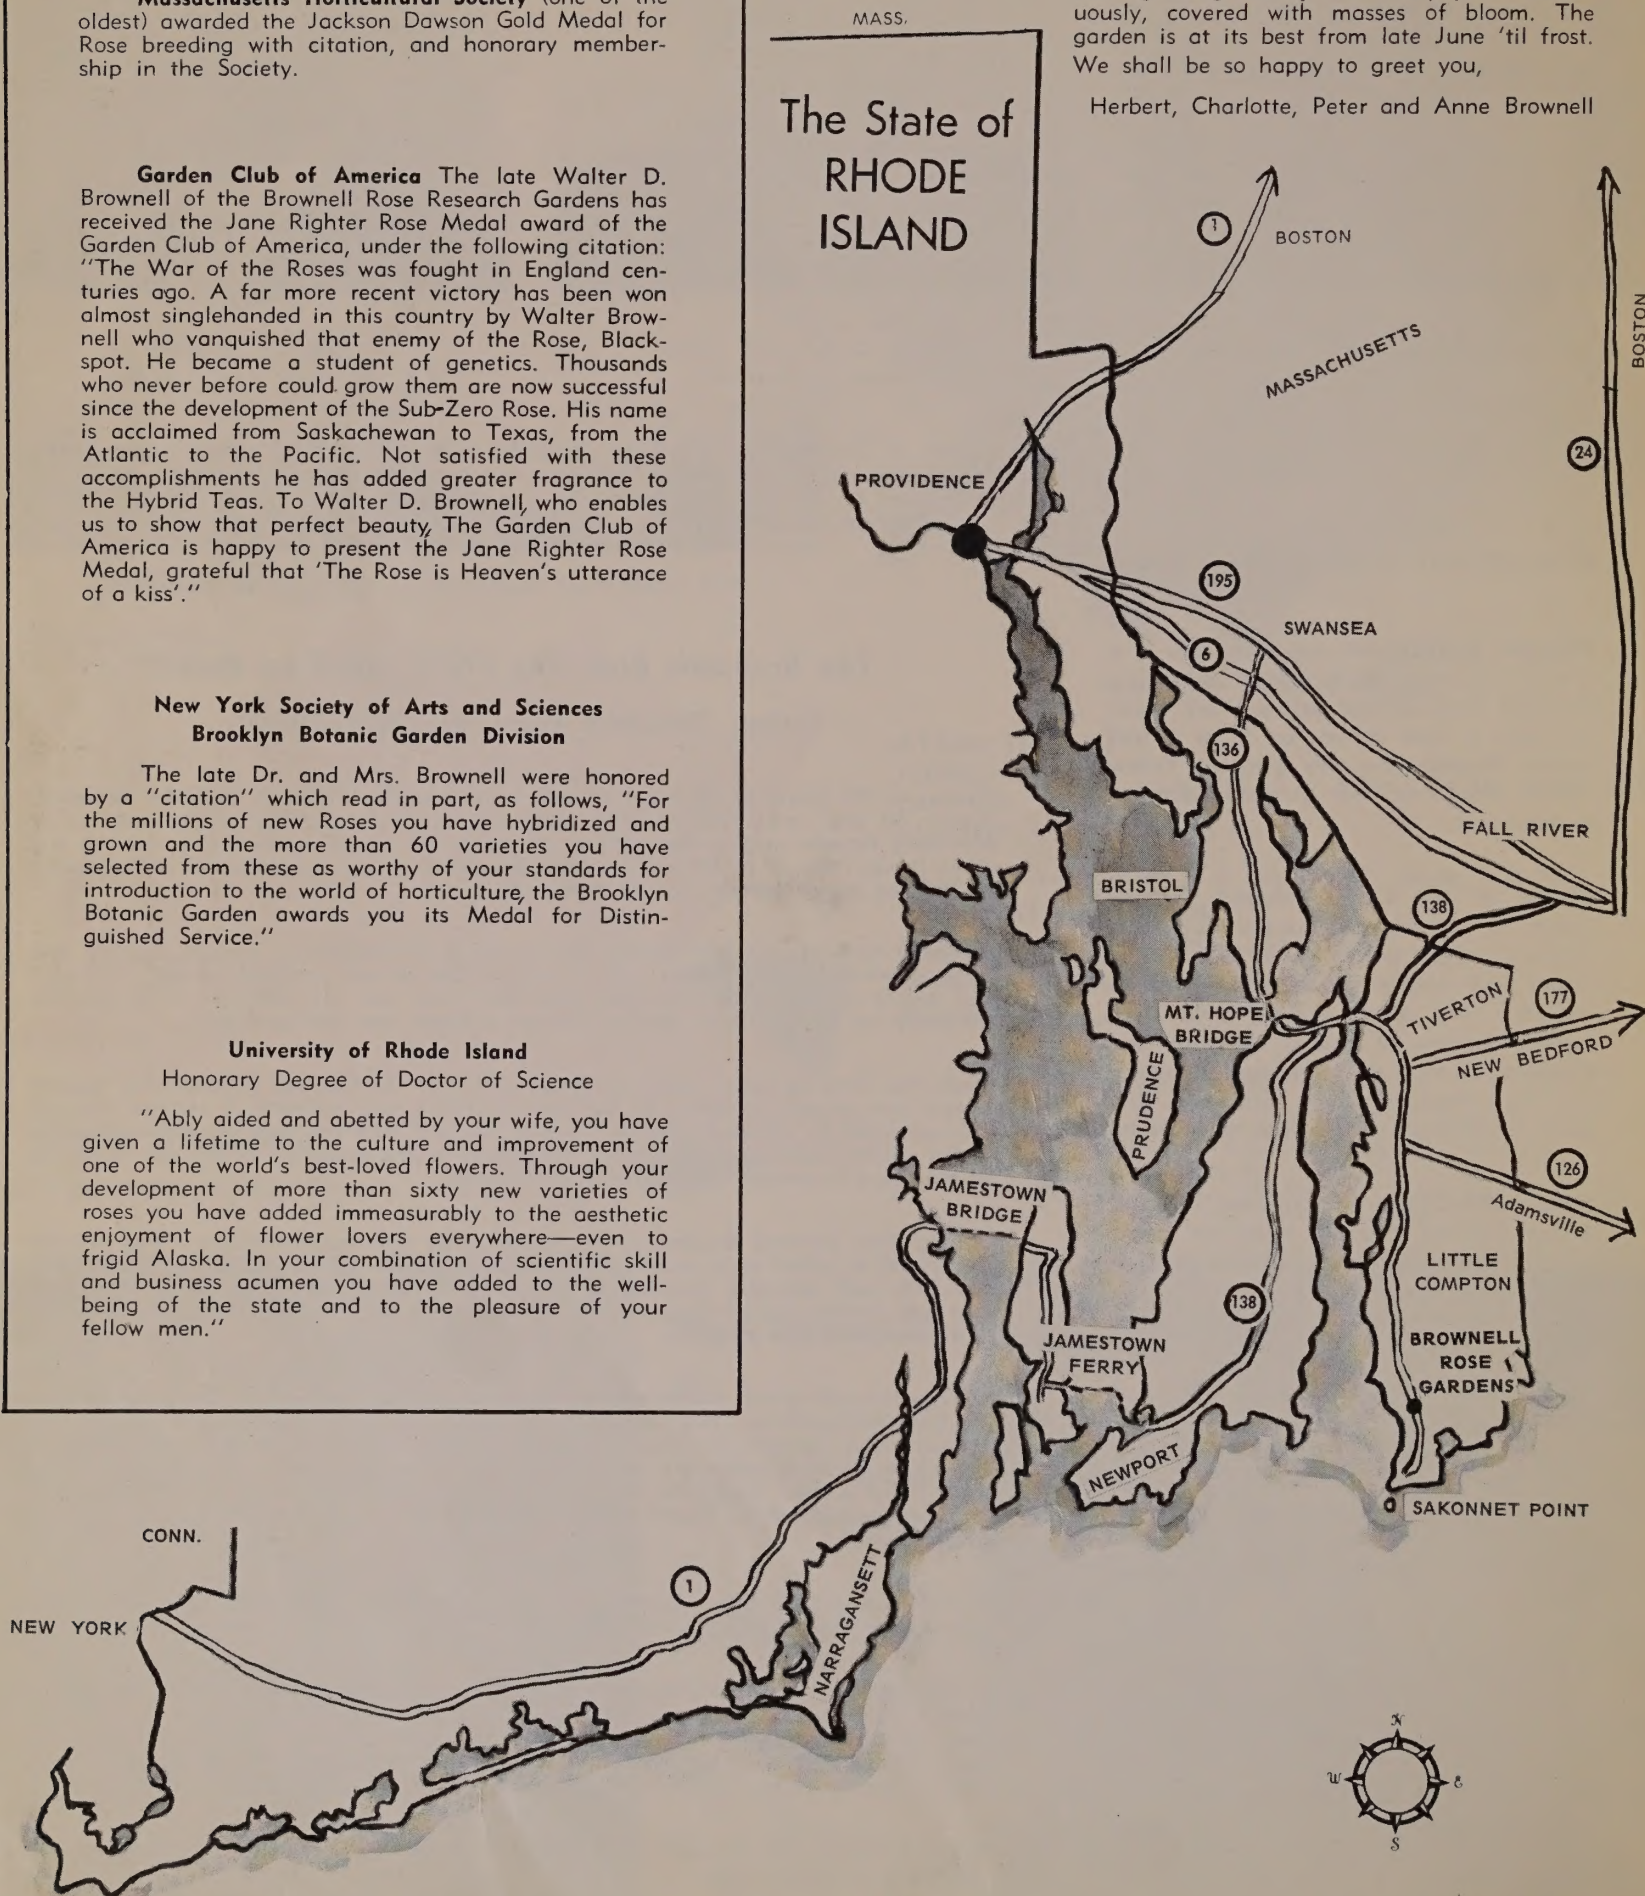 Massachusetts Horticultural Society (one of the
oldest) awarded the Jackson Dawson Gold Medal for
Rose breeding with citation, and honorary member-
ship in the Society.
Garden Club of America The late Walter D.
Brownell of the Brownell Rose Research Gardens has
received the Jane Righter Rose Medal award of the
Garden Club of America, under the following citation:
"The War of the Roses was fought in England cen-
turies ago. A far more recent victory has been won
almost singlehanded in this country by Walter Brow-
nell who vanquished that enemy of the Rose, Black-
spot. He became a student of genetics. Thousands
who never before could grow them are now successful
since the development of the Sub-Zero Rose. His name
is acclaimed from Saskachewan to Texas, from the
Atlantic to the Pacific. Not satisfied with these
accomplishments he has added greater fragrance to
the Hybrid Teas. To Walter D. Brownell, who enables
us to show that perfect beauty, The Garden Club of
America is happy to present the Jane Righter Rose
Medal, grateful that 'The Rose is Heaven's utterance
of a kiss'."
New York Society of Arts and Sciences
Brooklyn Botanic Garden Division
The late Dr. and Mrs. Brownell were honored
by a "citation" which read in part, as follows, "For
the millions of new Roses you have hybridized and
grown and the more than 60 varieties you have
selected from these as worthy of your standards for
introduction to the world of horticulture, the Brooklyn
Botanic Garden awards you its Medal for Distin-
guished Service."
University of Rhode Island
Honorary Degree of Doctor of Science
"Ably aided and abetted by your wife, you have
given a lifetime to the culture and improvement of
one of the world's best-loved flowers. Through your
development of more than sixty new varieties of
roses you have added immeasurably to the aesthetic
enjoyment of flower lovers everywhere—even to
frigid Alaska. In your combination of scientific skill
and business acumen you have added to the well-
being of the state and to the pleasure of your
fellow men."
uously, covered with masses of bloom. The
garden is at its best from late June 'til frost.
We shall be so happy to greet you,
Herbert, Charlotte, Peter and Anne Brownell
MASS.
The State of
RHODE
ISLAND
1
BOSTON
BOSTON
MASSACHUSETTS
24
PROVIDENCE
195
SWANSEA
6
136
FALL RIVER
BRISTOL
138
TIVERTON
177
MT. HOPE
BRIDGE
NEW BEDFORD
PRUDENCE
126
Adamsville
JAMESTOWN
BRIDGE
LITTLE
COMPTON
138
JAMESTOWN
FERRY
BROWNELL
ROSE
GARDENS
NEWPORT
SAKONNET POINT
CONN.
NEW YORK
1
NARRAGANSETT
N
W
E
S